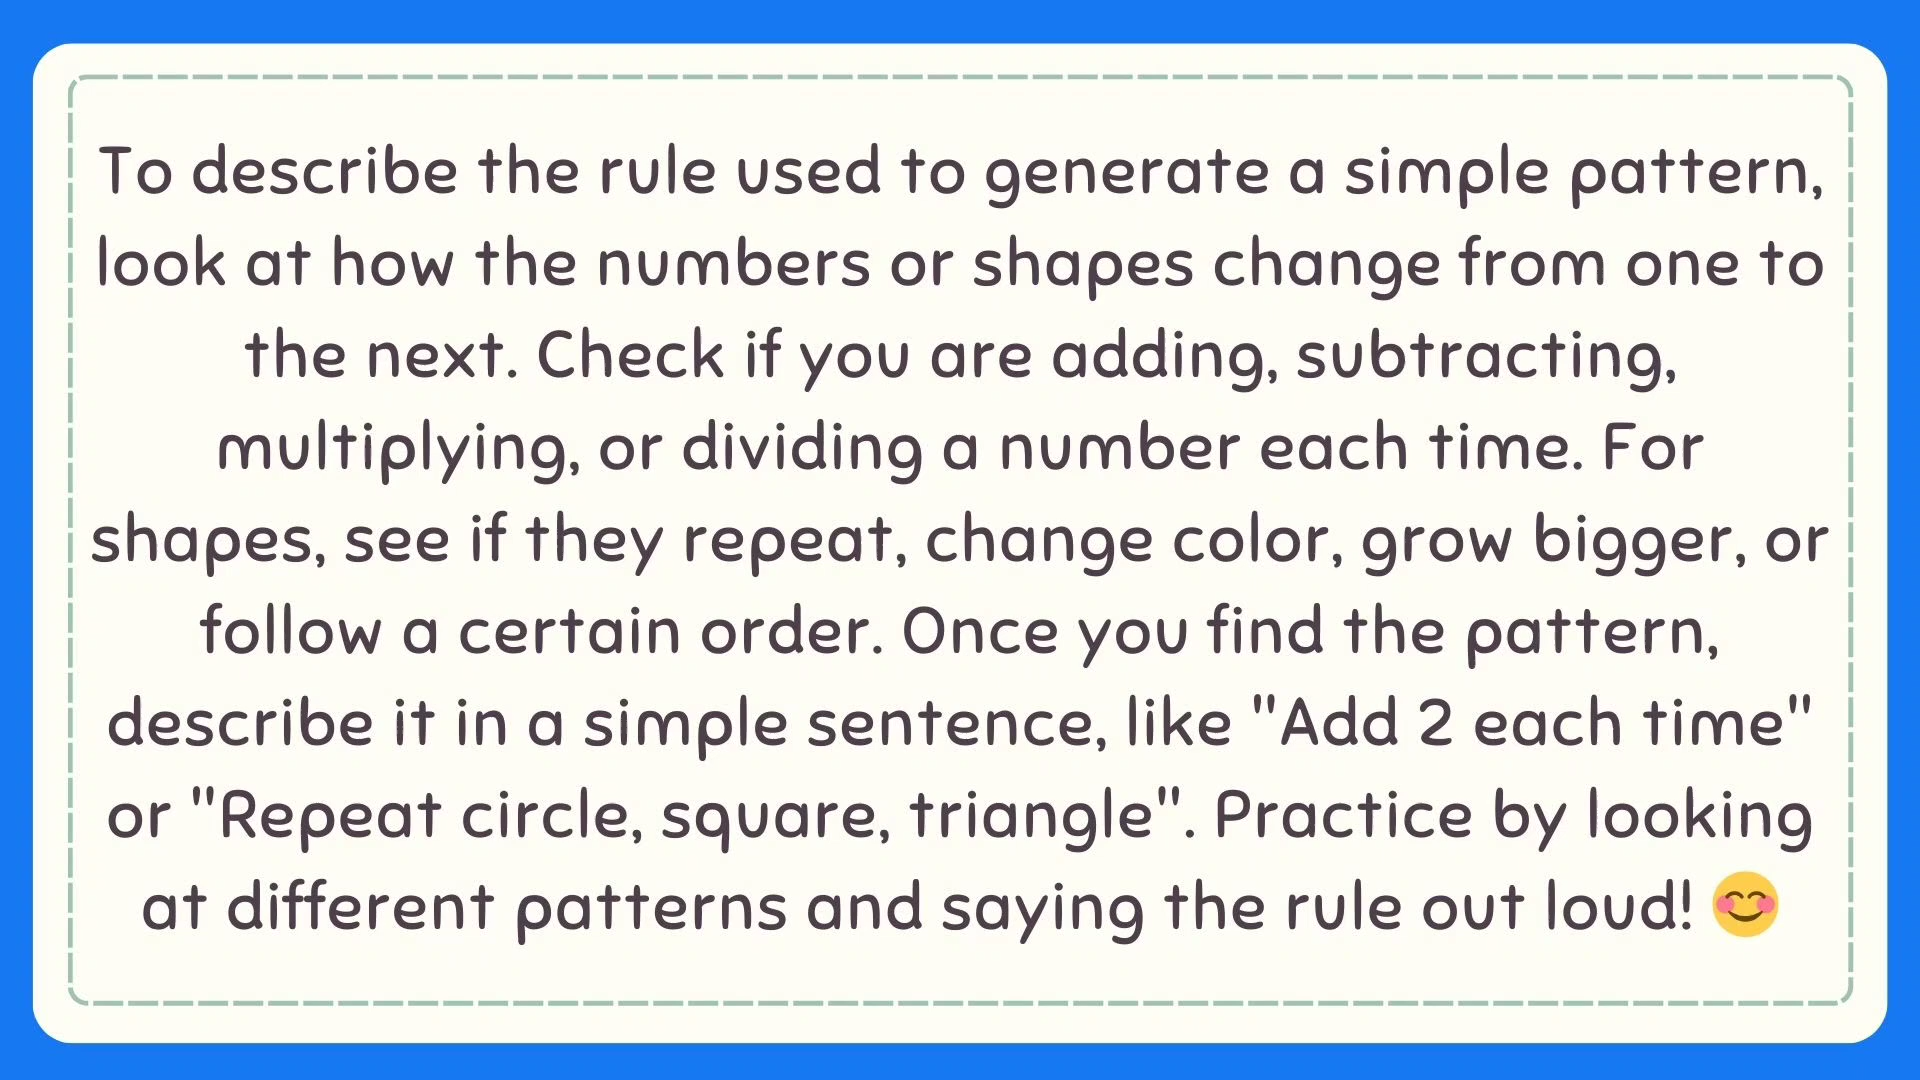 To describe the rule used to generate a simple pattern,
look at how the numbers or shapes change from one to
the next. Check if you are adding, subtracting,
multiplying, or dividing a number each time. For
shapes, see if they repeat, change color, grow bigger, or
follow a certain order. Once you find the pattern,
describe it in a simple sentence, like "Add 2 each time"
or "Repeat circle, square, triangle". Practice by looking
at different patterns and saying the rule out loud! 😊